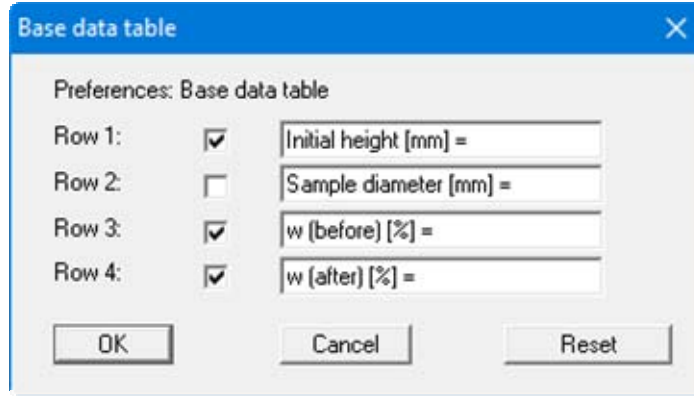 Base data table
Preferences: Base data table
Row 1: Initial height [mm] =
Row 2: Sample diameter [mm] =
Row 3: w (before) [%] =
Row 4: w (after) [%] =
OK Cancel Reset